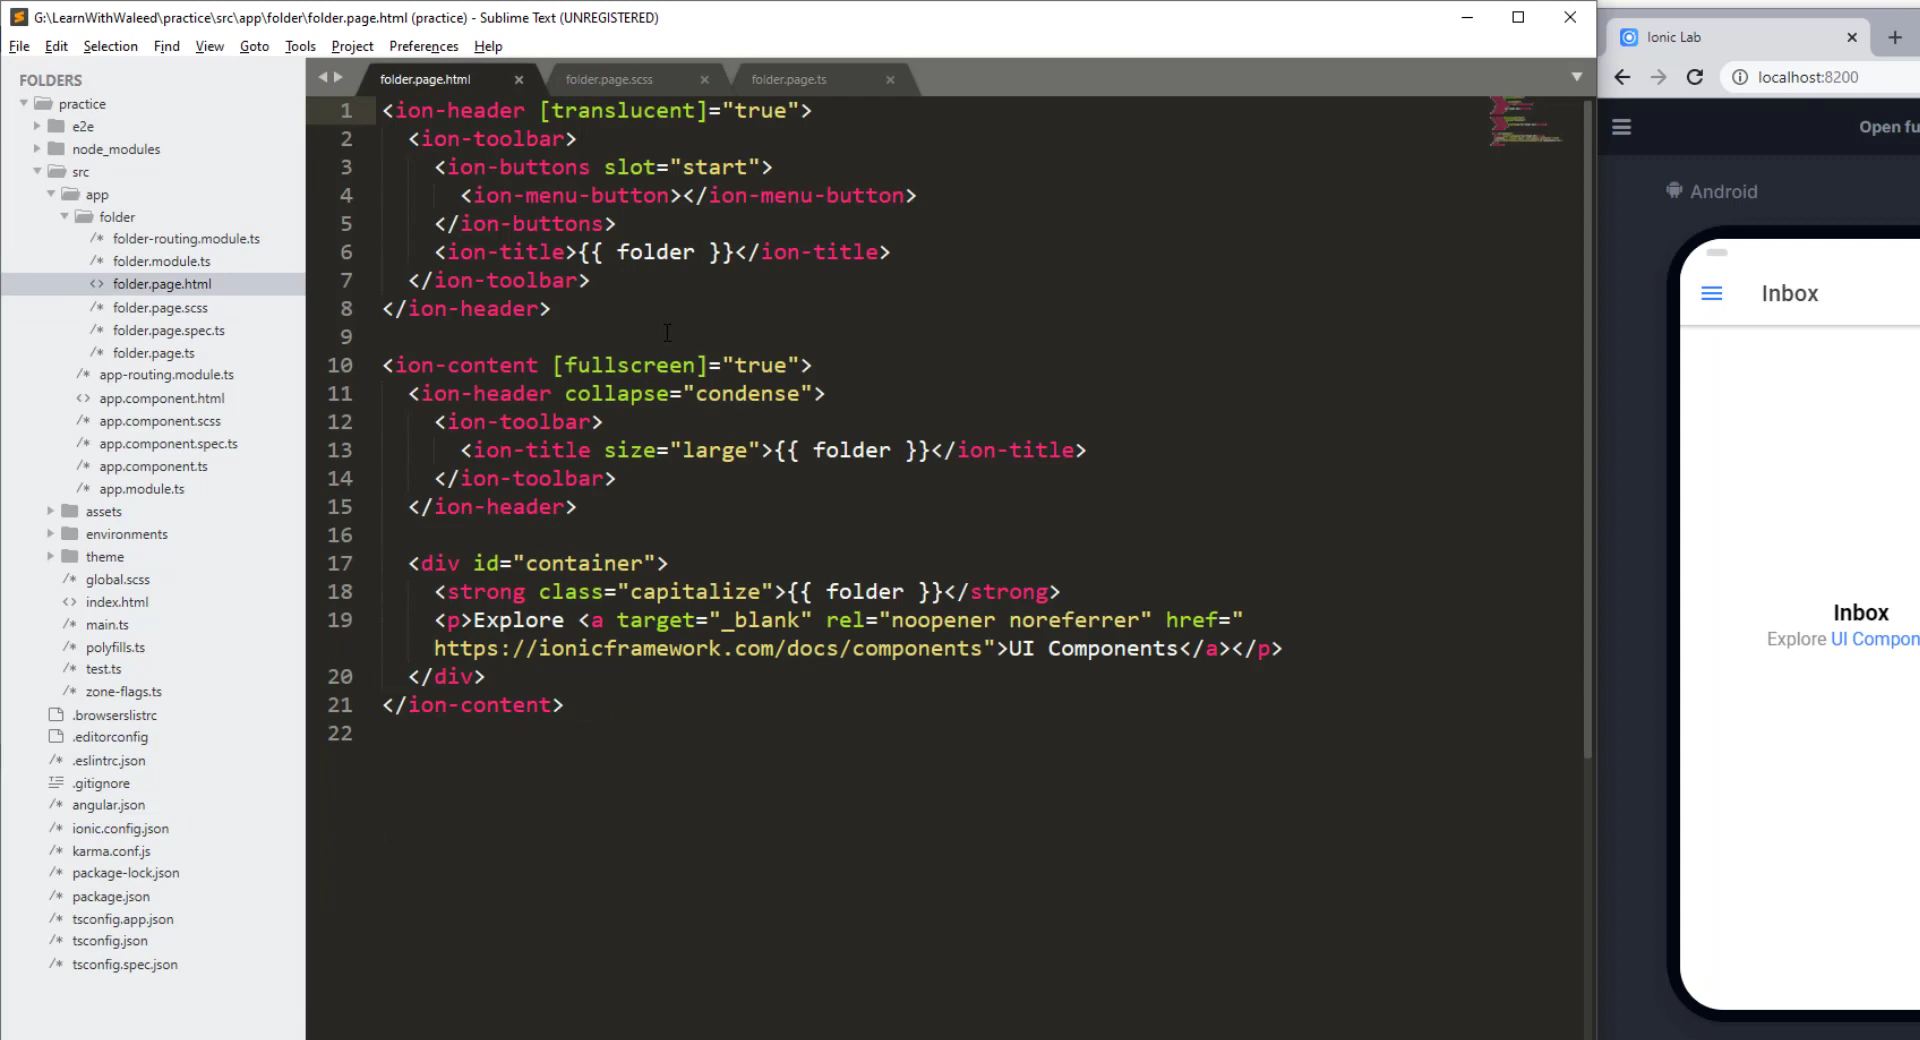 G:\LearnWithWaleed\practice\src\app\folder\folder.page.html (practice) - Sublime Text (UNREGISTERED)
File Edit Selection Find View Goto Tools Project Preferences Help
FOLDERS
practice
e2e
node_modules
src
app
folder
/* folder-routing.module.ts
/* folder.module.ts
<> folder.page.html
/* folder.page.scss
/* folder.page.spec.ts
/* folder.page.ts
/* app-routing.module.ts
<> app.component.html
/* app.component.scss
/* app.component.spec.ts
/* app.component.ts
/* app.module.ts
assets
environments
theme
/* global.scss
<> index.html
/* main.ts
/* polyfills.ts
/* test.ts
/* zone-flags.ts
.browserslistrc
.editorconfig
/* .eslintrc.json
.gitignore
/* angular.json
/* ionic.config.json
/* karma.conf.js
/* package-lock.json
/* package.json
/* tsconfig.app.json
/* tsconfig.json
/* tsconfig.spec.json
folder.page.html folder.page.scss folder.page.ts
1 <ion-header [translucent]="true">
2 <ion-toolbar>
3 <ion-buttons slot="start">
4 <ion-menu-button></ion-menu-button>
5 </ion-buttons>
6 <ion-title>{{ folder }}</ion-title>
7 </ion-toolbar>
8 </ion-header>
9
10 <ion-content [fullscreen]="true">
11 <ion-header collapse="condense">
12 <ion-toolbar>
13 <ion-title size="large">{{ folder }}</ion-title>
14 </ion-toolbar>
15 </ion-header>
16
17 <div id="container">
18 <strong class="capitalize">{{ folder }}</strong>
19 <p>Explore <a target="_blank" rel="noopener noreferrer" href="
https://ionicframework.com/docs/components">UI Components</a></p>
20 </div>
21 </ion-content>
22
Ionic Lab
localhost:8200
Open fu
Android
Inbox
Inbox
Explore UI Compon